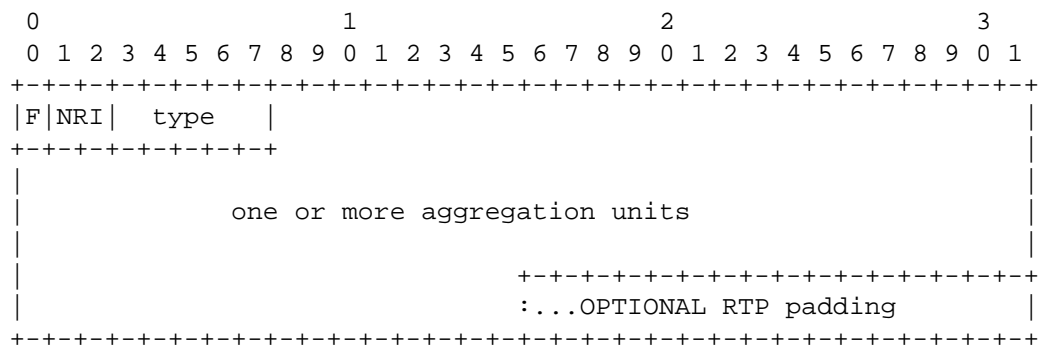 0                   1                   2                   3
 0 1 2 3 4 5 6 7 8 9 0 1 2 3 4 5 6 7 8 9 0 1 2 3 4 5 6 7 8 9 0 1
+-+-+-+-+-+-+-+-+-+-+-+-+-+-+-+-+-+-+-+-+-+-+-+-+-+-+-+-+-+-+-+-+
|F|NRI|  type   |                                               |
+-+-+-+-+-+-+-+-+                                               |
|                                                               |
|             one or more aggregation units                     |
|                                                               |
|                               +-+-+-+-+-+-+-+-+-+-+-+-+-+-+-+-+
|                               :...OPTIONAL RTP padding        |
+-+-+-+-+-+-+-+-+-+-+-+-+-+-+-+-+-+-+-+-+-+-+-+-+-+-+-+-+-+-+-+-+